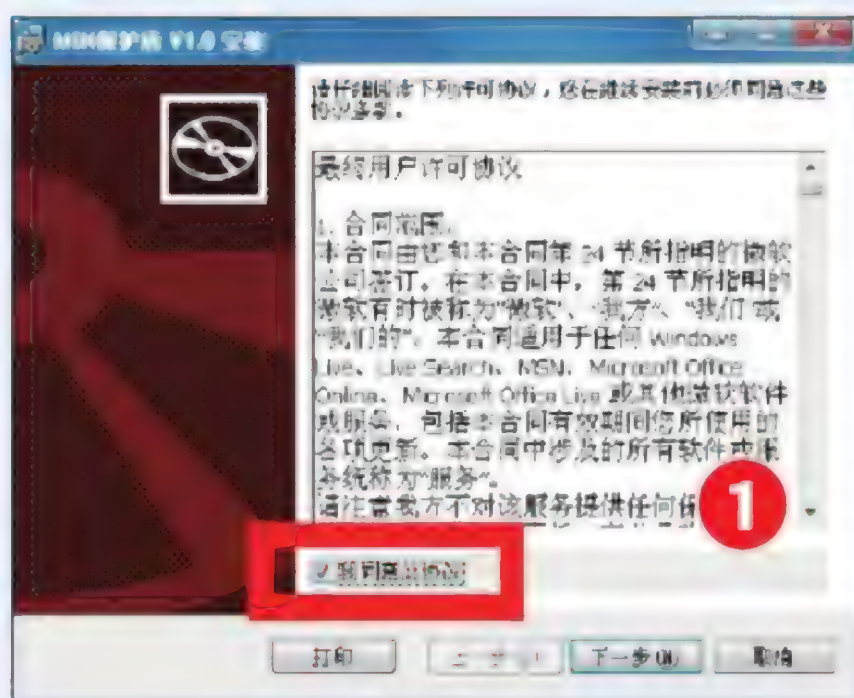 MSN保护盾 V1.0 安装
请仔细阅读下列许可协议，您在继续安装前必须同意这些
协议条款。
最终用户许可协议
1. 合同范围。
本合同由您和本合同第 24 节所指明的微软
公司签订。在本合同中，第 24 节所指明的
微软有时被称为“微软”、“我方”、“我们”或
“我们的”。本合同适用于任何 Windows
Live、Live Search、MSN、Microsoft Office
Online、Microsoft Office Live 或其他微软软件
或服务，包括本合同有效期间您所使用的
各项更新。本合同中涉及的所有软件或服
务统称为“服务”。
请注意我方不对该服务提供任何
1
我同意此协议
打印
下一步(N)
取消